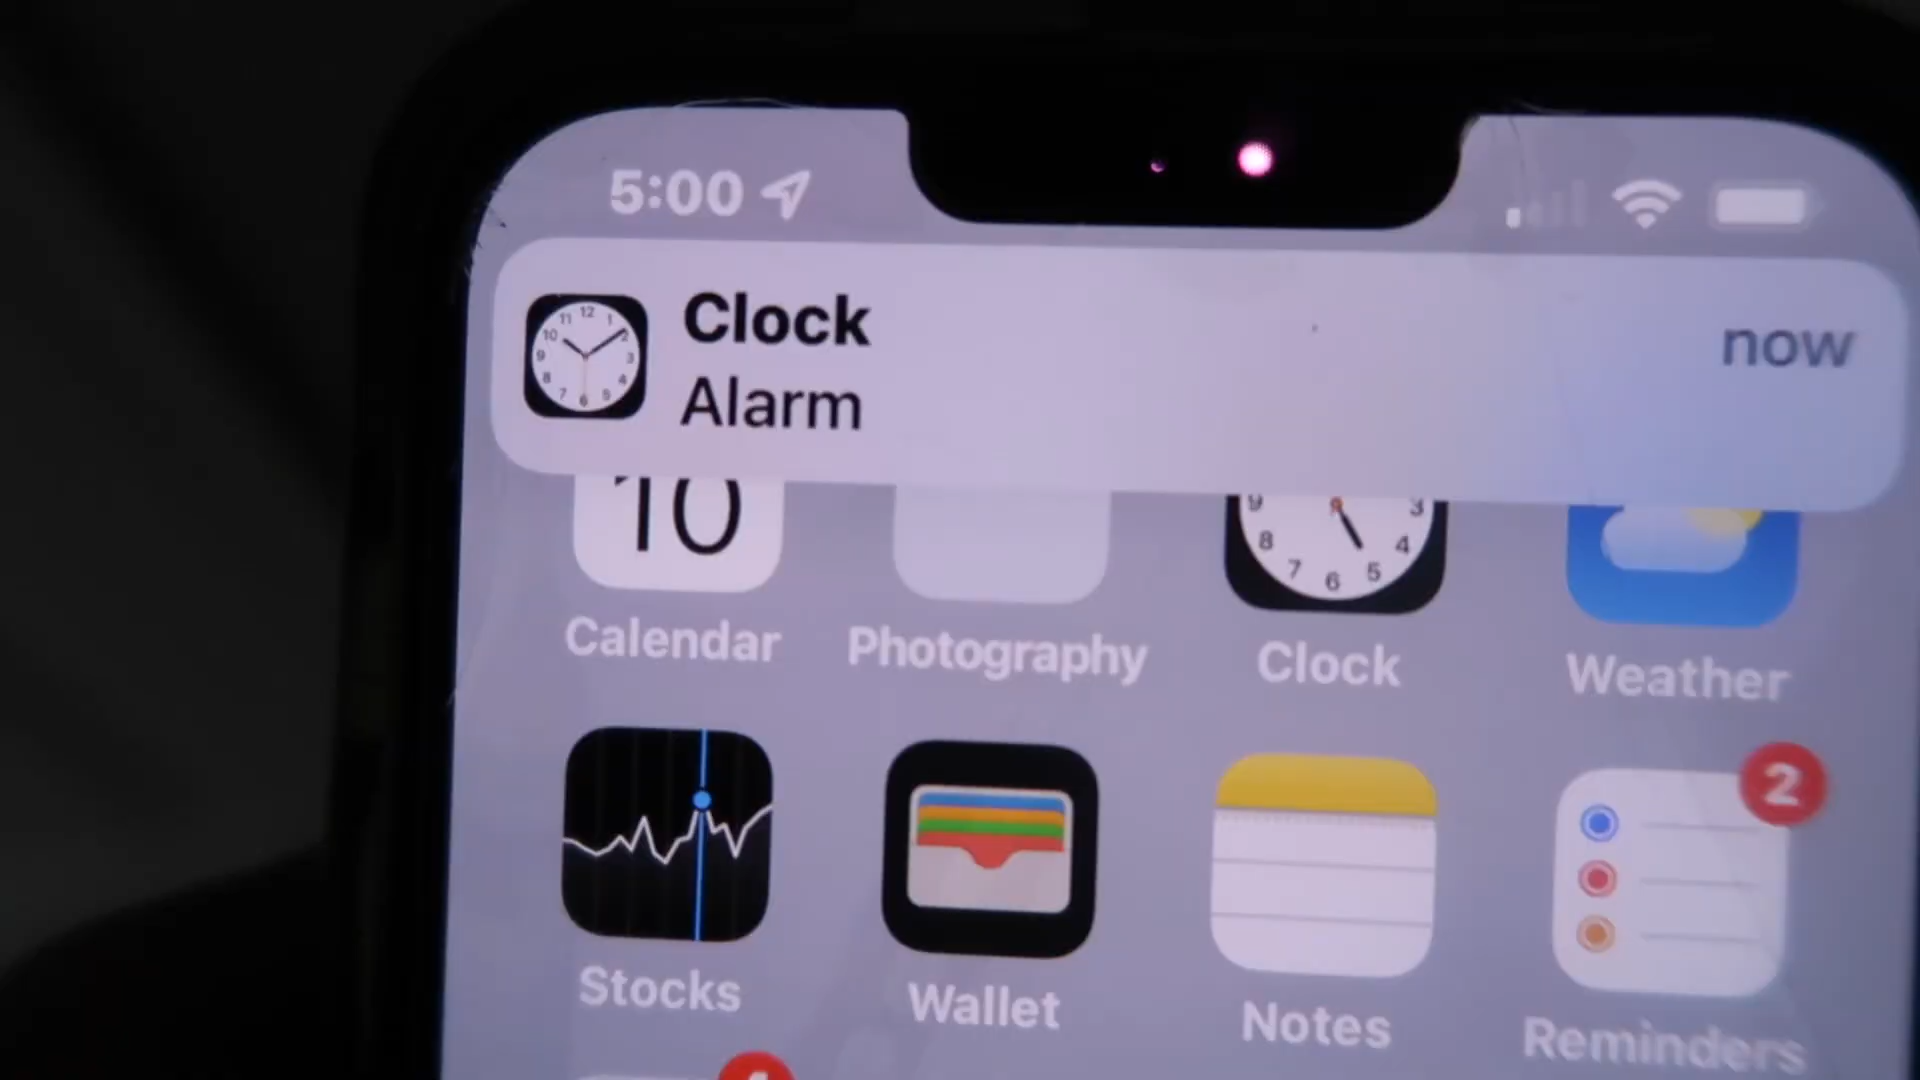 5:00
Clock
now
Alarm
10
Calendar
Photography
Clock
Weather
2
Stocks
Wallet
Notes
Reminders